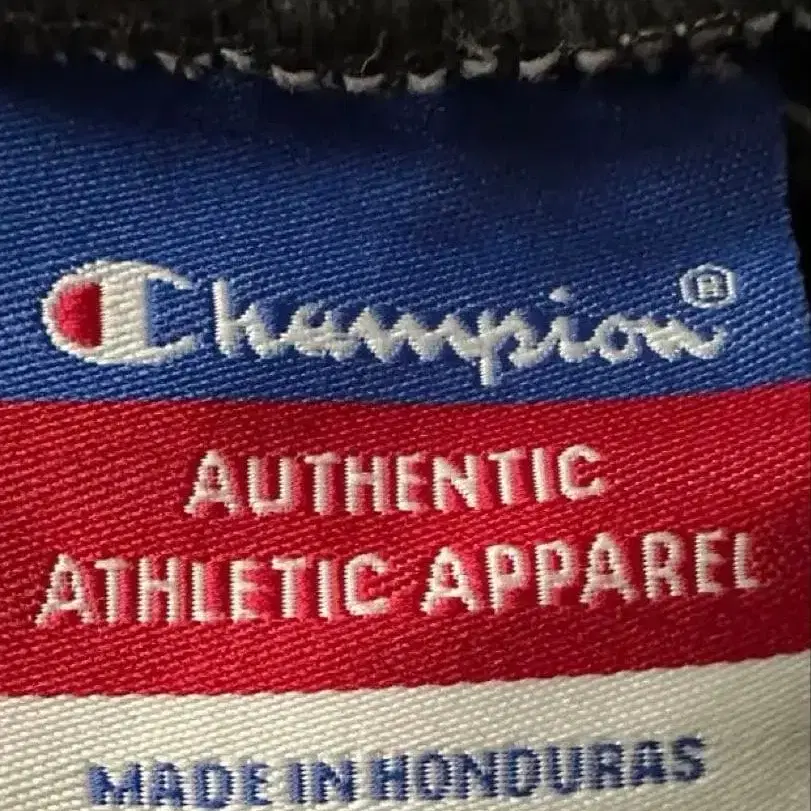 Champion®
AUTHENTIC
ATHLETIC APPAREL
MADE IN HONDURAS